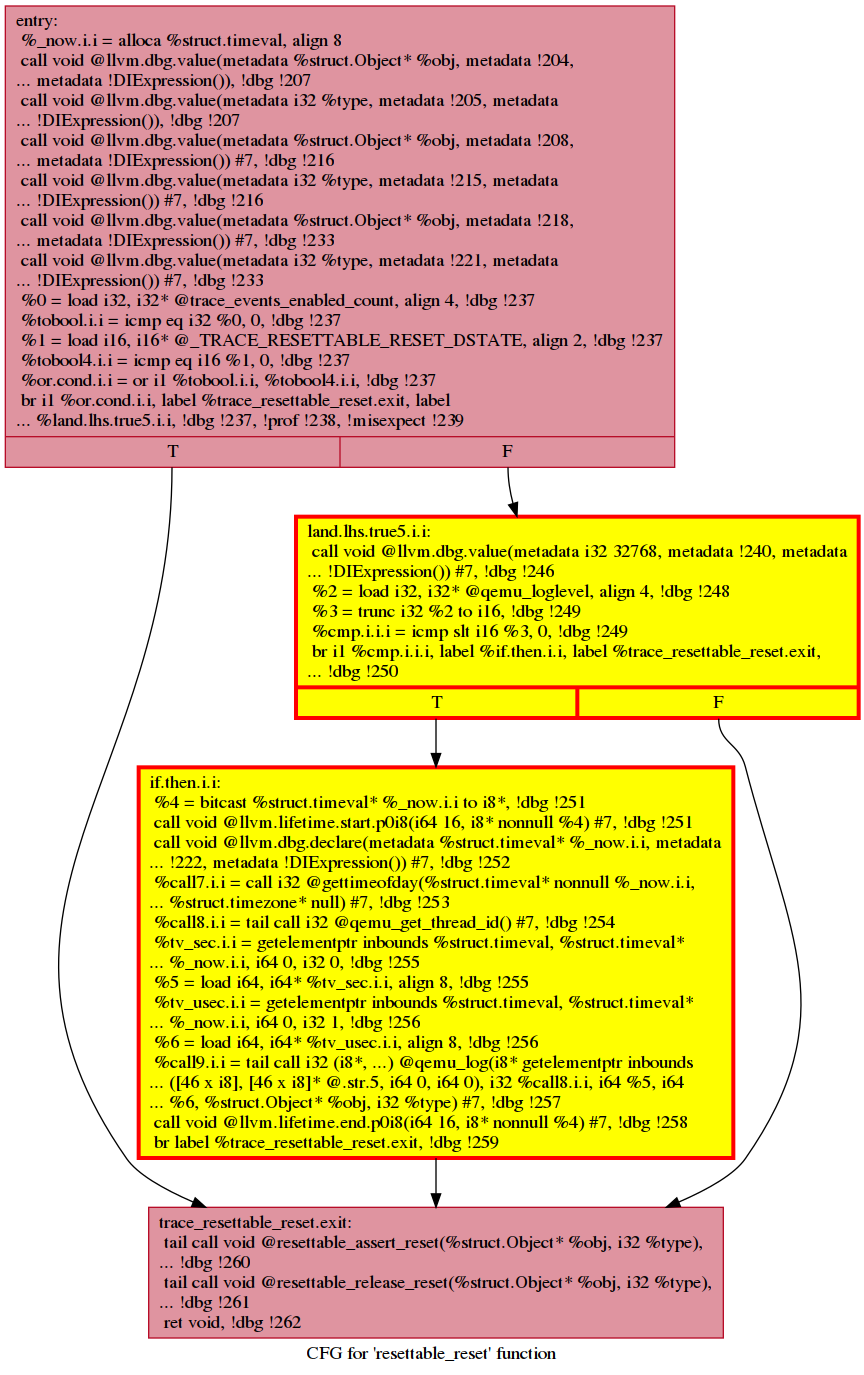 entry:
%_now.i.i = alloca %struct.timeval, align 8
call void @llvm.dbg.value(metadata %struct.Object* %obj, metadata !204,
... metadata !DIExpression()), !dbg !207
call void @llvm.dbg.value(metadata i32 %type, metadata !205, metadata
... !DIExpression()), !dbg !207
call void @llvm.dbg.value(metadata %struct.Object* %obj, metadata !208,
... metadata !DIExpression()) #7, !dbg !216
call void @llvm.dbg.value(metadata i32 %type, metadata !215, metadata
... !DIExpression()) #7, !dbg !216
call void @llvm.dbg.value(metadata %struct.Object* %obj, metadata !218,
... metadata !DIExpression()) #7, !dbg !233
call void @llvm.dbg.value(metadata i32 %type, metadata !221, metadata
... !DIExpression()) #7, !dbg !233
%0 = load i32, i32* @trace_events_enabled_count, align 4, !dbg !237
%tobool.i.i = icmp eq i32 %0, 0, !dbg !237
%1 = load i16, i16* @_TRACE_RESETTABLE_RESET_DSTATE, align 2, !dbg !237
%tobool4.i.i = icmp eq i16 %1, 0, !dbg !237
%or.cond.i.i = or i1 %tobool.i.i, %tobool4.i.i, !dbg !237
br i1 %or.cond.i.i, label %trace_resettable_reset.exit, label
... %land.lhs.true5.i.i, !dbg !237, !prof !238, !misexpect !239
T F
land.lhs.true5.i.i:
call void @llvm.dbg.value(metadata i32 32768, metadata !240, metadata
... !DIExpression()) #7, !dbg !246
%2 = load i32, i32* @qemu_loglevel, align 4, !dbg !248
%3 = trunc i32 %2 to i16, !dbg !249
%cmp.i.i.i = icmp slt i16 %3, 0, !dbg !249
br i1 %cmp.i.i.i, label %if.then.i.i, label %trace_resettable_reset.exit,
... !dbg !250
T F
if.then.i.i:
%4 = bitcast %struct.timeval* %_now.i.i to i8*, !dbg !251
call void @llvm.lifetime.start.p0i8(i64 16, i8* nonnull %4) #7, !dbg !251
call void @llvm.dbg.declare(metadata %struct.timeval* %_now.i.i, metadata
... !222, metadata !DIExpression()) #7, !dbg !252
%call7.i.i = call i32 @gettimeofday(%struct.timeval* nonnull %_now.i.i,
... %struct.timezone* null) #7, !dbg !253
%call8.i.i = tail call i32 @qemu_get_thread_id() #7, !dbg !254
%tv_sec.i.i = getelementptr inbounds %struct.timeval, %struct.timeval*
... %_now.i.i, i64 0, i32 0, !dbg !255
%5 = load i64, i64* %tv_sec.i.i, align 8, !dbg !255
%tv_usec.i.i = getelementptr inbounds %struct.timeval, %struct.timeval*
... %_now.i.i, i64 0, i32 1, !dbg !256
%6 = load i64, i64* %tv_usec.i.i, align 8, !dbg !256
%call9.i.i = tail call i32 (i8*, ...) @qemu_log(i8* getelementptr inbounds
... ([46 x i8], [46 x i8]* @.str.5, i64 0, i64 0), i32 %call8.i.i, i64 %5, i64
... %6, %struct.Object* %obj, i32 %type) #7, !dbg !257
call void @llvm.lifetime.end.p0i8(i64 16, i8* nonnull %4) #7, !dbg !258
br label %trace_resettable_reset.exit, !dbg !259
trace_resettable_reset.exit:
tail call void @resettable_assert_reset(%struct.Object* %obj, i32 %type),
... !dbg !260
tail call void @resettable_release_reset(%struct.Object* %obj, i32 %type),
... !dbg !261
ret void, !dbg !262
CFG for 'resettable_reset' function